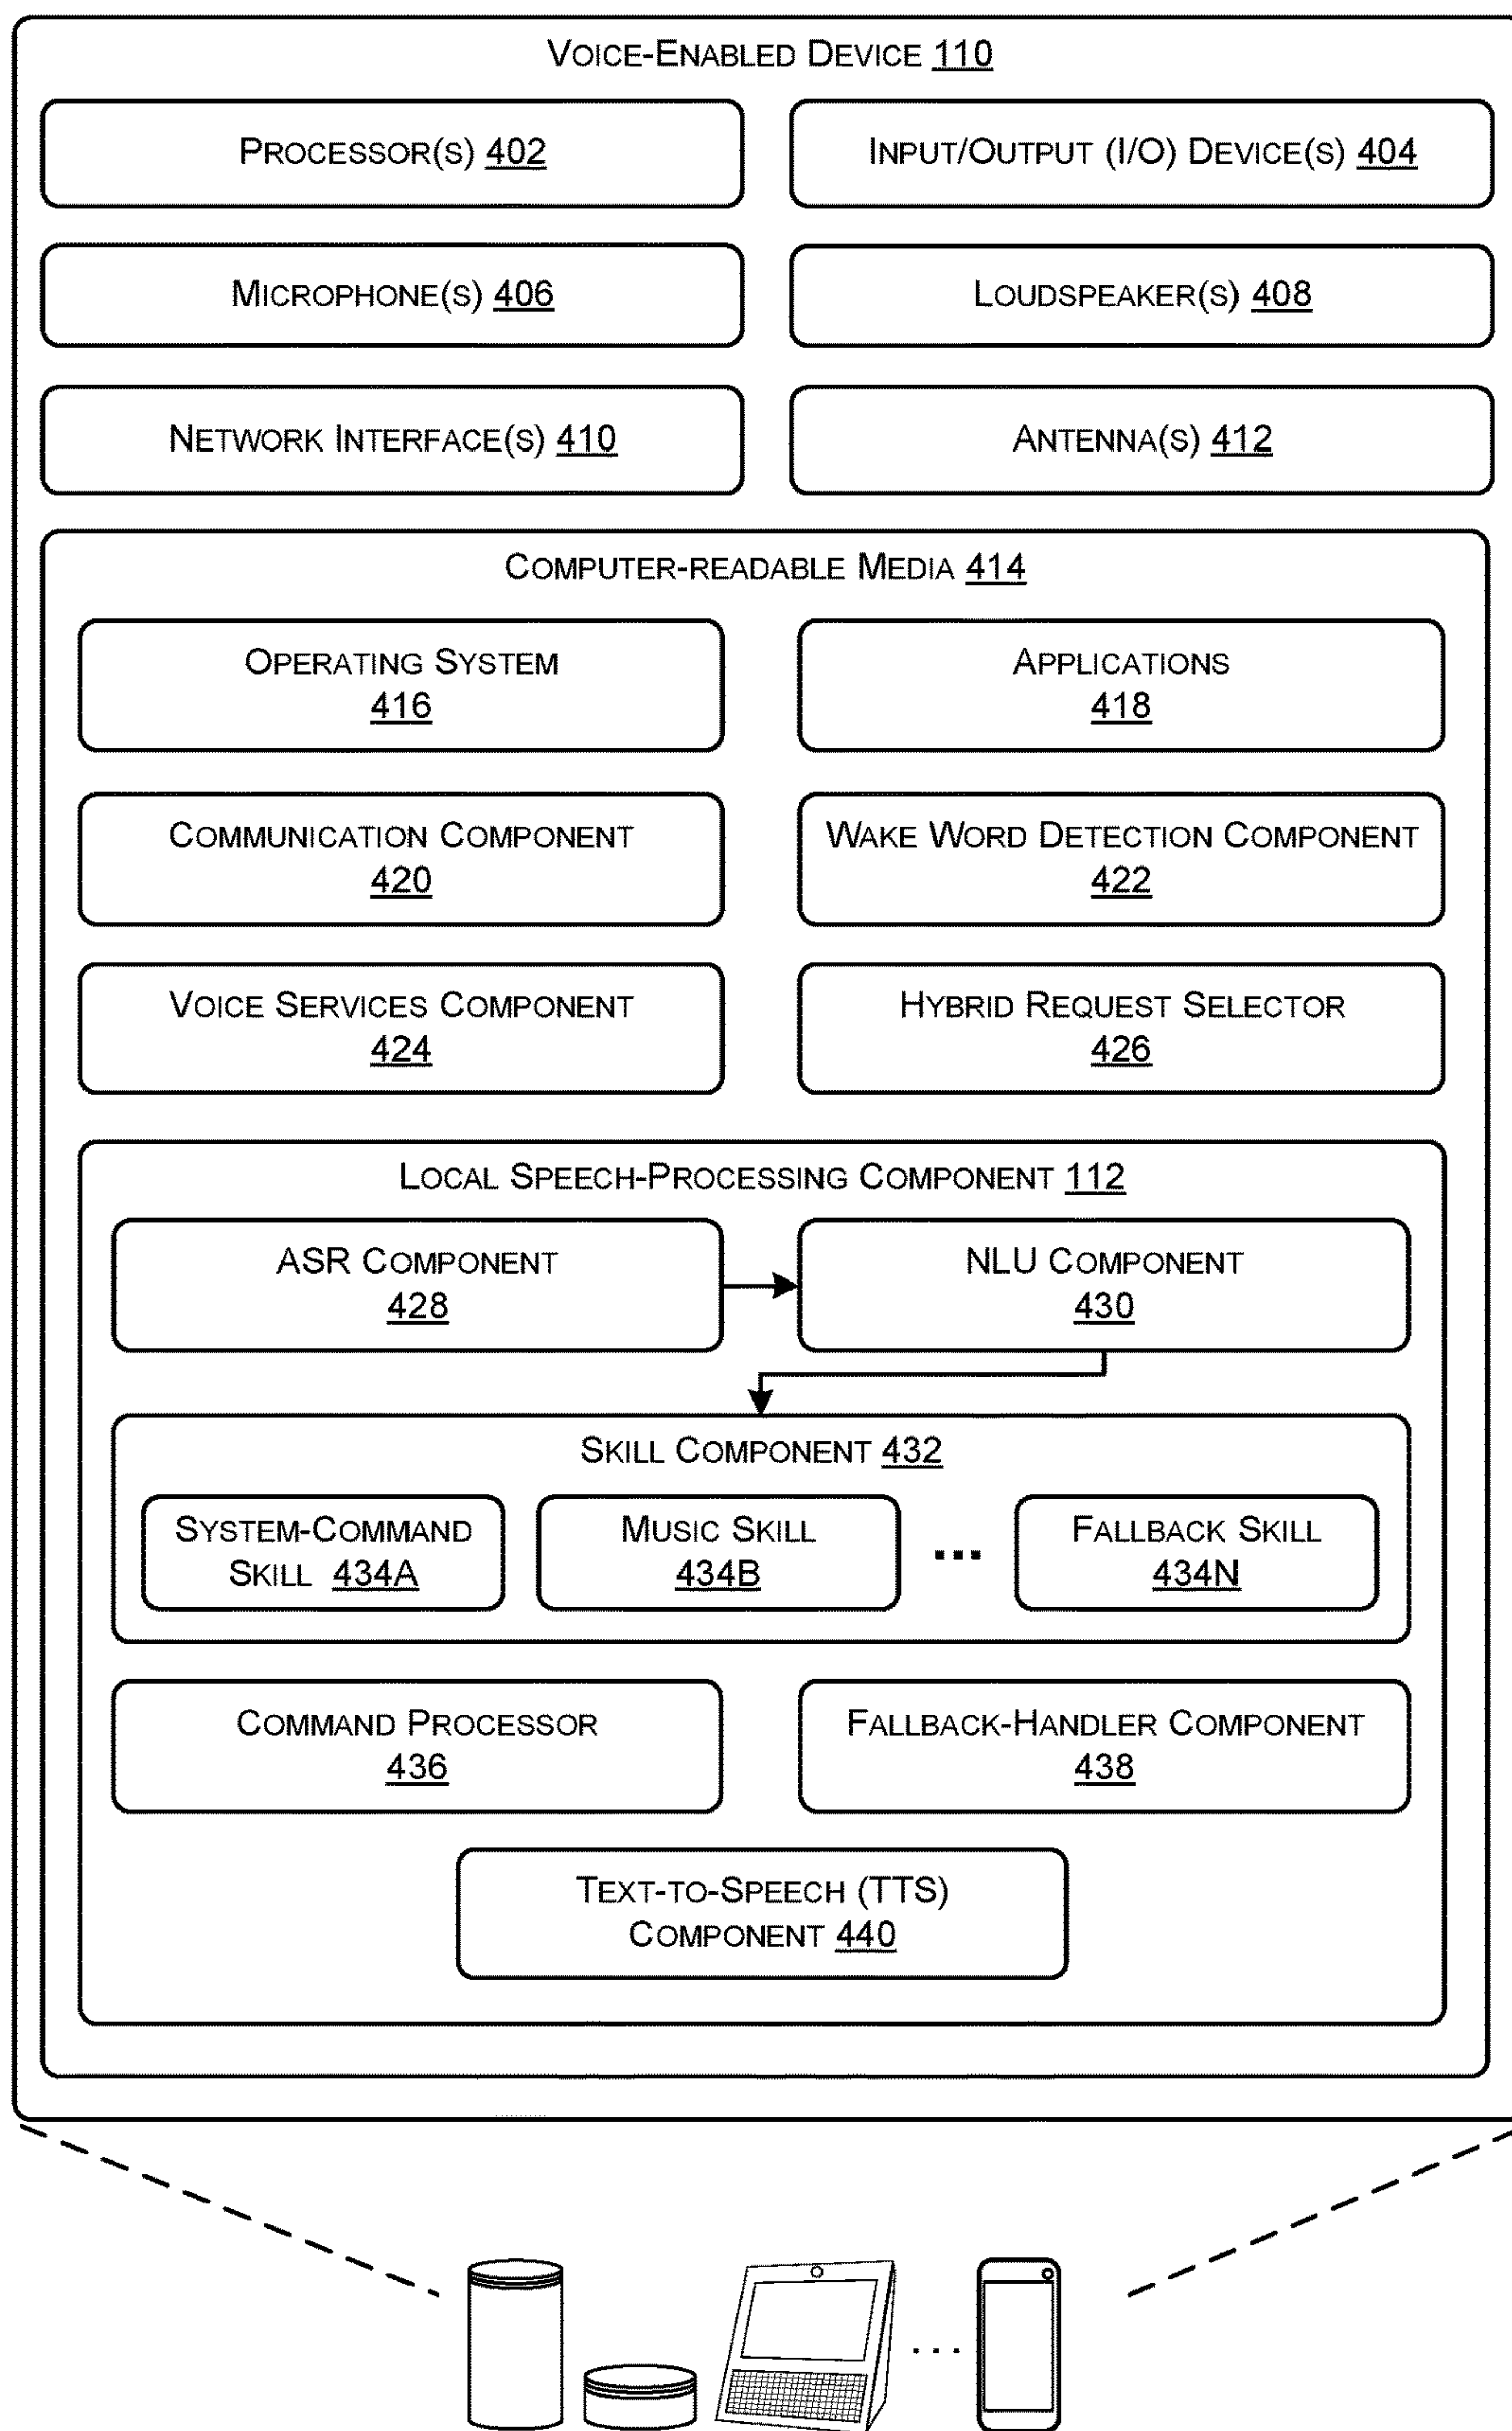 VOICE-ENABLED DEVICE 110
PROCESSOR(S) 402
INPUT/OUTPUT (I/O) DEVICE(S) 404
MICROPHONE(S) 406
LOUDSPEAKER(S) 408
NETWORK INTERFACE(S) 410
ANTENNA(S) 412
COMPUTER-READABLE MEDIA 414
OPERATING SYSTEM
416
APPLICATIONS
418
COMMUNICATION COMPONENT
420
WAKE WORD DETECTION COMPONENT
422
VOICE SERVICES COMPONENT
424
HYBRID REQUEST SELECTOR
426
LOCAL SPEECH-PROCESSING COMPONENT 112
ASR COMPONENT
428
NLU COMPONENT
430
SKILL COMPONENT 432
SYSTEM-COMMAND
SKILL 434A
MUSIC SKILL
434B
...
FALLBACK SKILL
434N
COMMAND PROCESSOR
436
FALLBACK-HANDLER COMPONENT
438
TEXT-TO-SPEECH (TTS)
COMPONENT 440
...